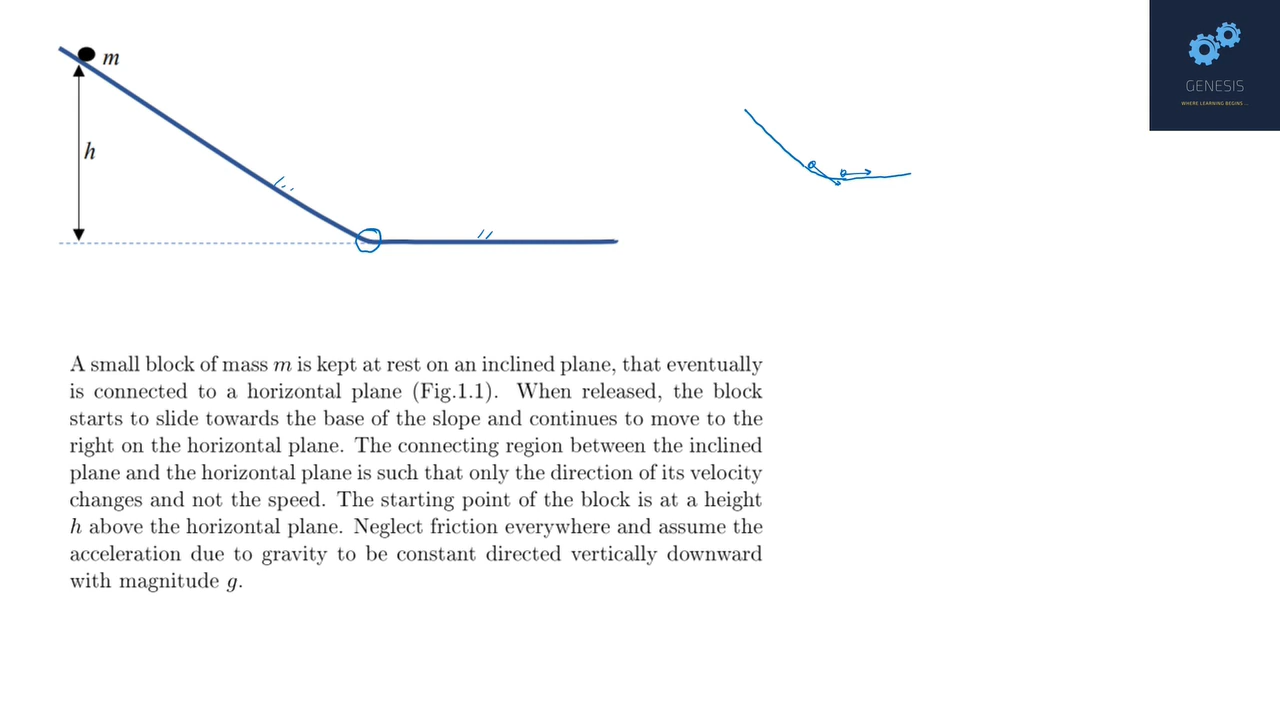 m
GENESIS
WHERE LEARNING BEGINS ...
h
A small block of mass m is kept at rest on an inclined plane, that eventually
is connected to a horizontal plane (Fig.1.1). When released, the block
starts to slide towards the base of the slope and continues to move to the
right on the horizontal plane. The connecting region between the inclined
plane and the horizontal plane is such that only the direction of its velocity
changes and not the speed. The starting point of the block is at a height
h above the horizontal plane. Neglect friction everywhere and assume the
acceleration due to gravity to be constant directed vertically downward
with magnitude g.